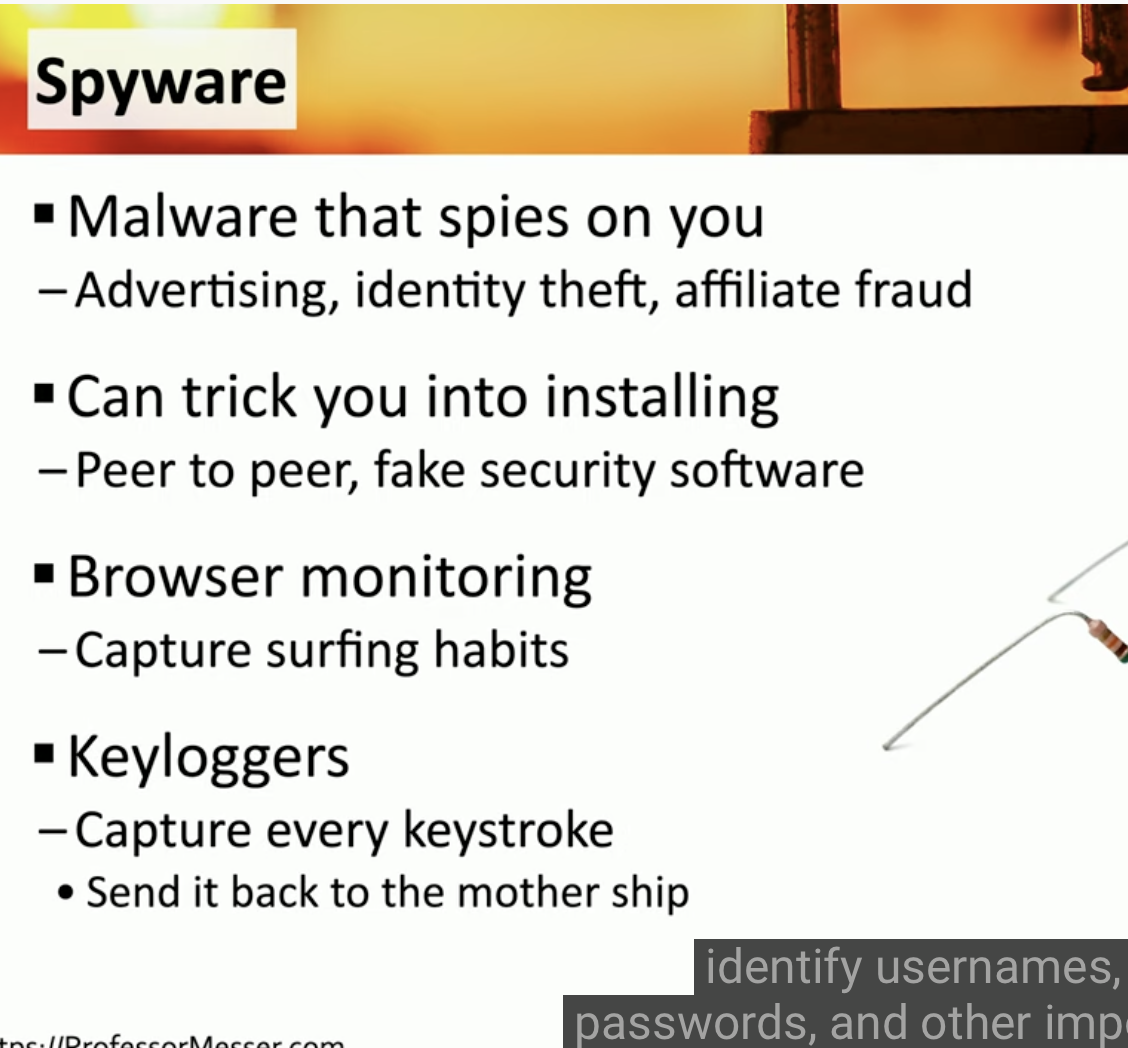 Spyware
▪ Malware that spies on you
– Advertising, identity theft, affiliate fraud
▪ Can trick you into installing
– Peer to peer, fake security software
▪ Browser monitoring
– Capture surfing habits
▪ Keyloggers
– Capture every keystroke
• Send it back to the mother ship
identify usernames,
passwords, and other imp
tps://ProfessorMesser.com